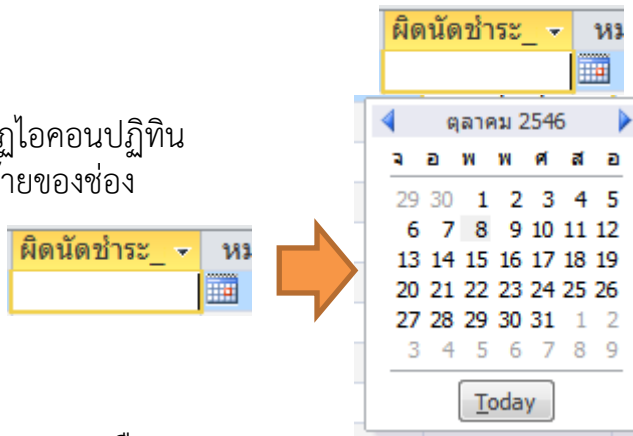 ผิดนัดชำระ_ หม
ฏไอคอนปฏิทิน
ายของช่อง
ผิดนัดชำระ_ หม
ตุลาคม 2546
จ อ พ พ ศ ส อ
29 30 1 2 3 4 5
6 7 8 9 10 11 12
13 14 15 16 17 18 19
20 21 22 23 24 25 26
27 28 29 30 31 1 2
3 4 5 6 7 8 9
Today